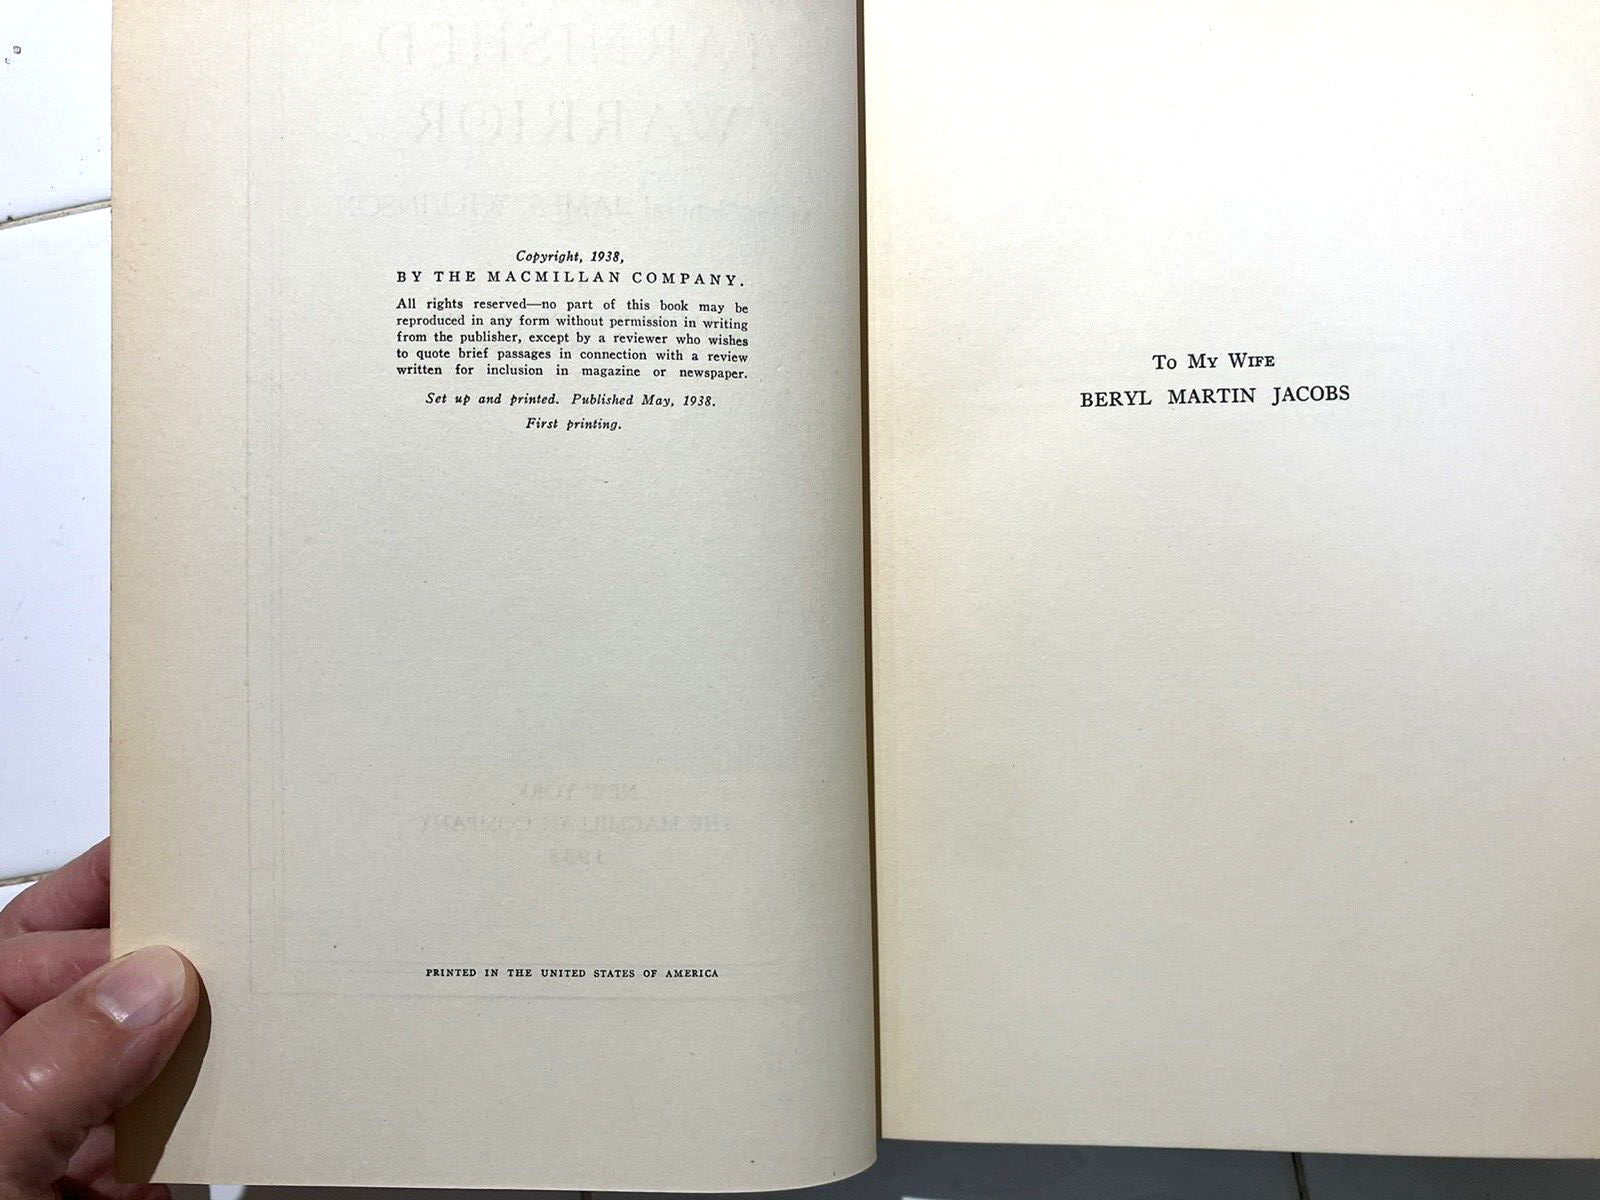 Copyright, 1938,
BY THE MACMILLAN COMPANY.
All rights reserved—no part of this book may be
reproduced in any form without permission in writing
from the publisher, except by a reviewer who wishes
to quote brief passages in connection with a review
written for inclusion in magazine or newspaper.
Set up and printed. Published May, 1938.
First printing.
PRINTED IN THE UNITED STATES OF AMERICA
To My Wife
BERYL MARTIN JACOBS